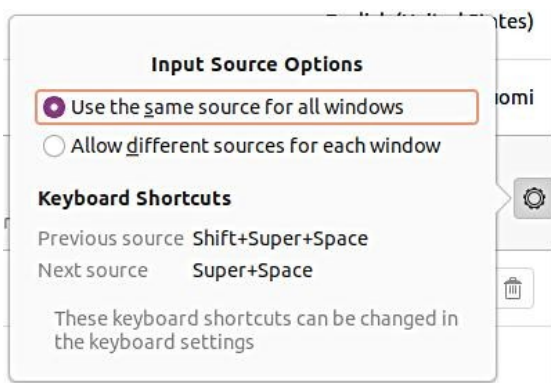 tes)
Input Source Options
Use the same source for all windows
Allow different sources for each window
Keyboard Shortcuts
Previous source Shift+Super+Space
Next source Super+Space
These keyboard shortcuts can be changed in
the keyboard settings